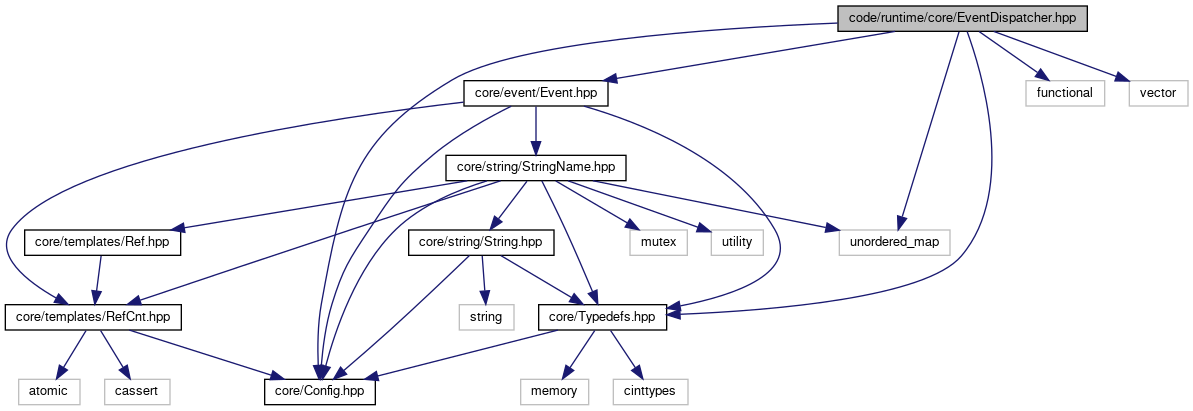 code/runtime/core/EventDispatcher.hpp
core/event/Event.hpp
functional
vector
core/string/StringName.hpp
core/templates/Ref.hpp
core/string/String.hpp
mutex
utility
unordered_map
core/templates/RefCnt.hpp
string
core/Typedefs.hpp
atomic
cassert
core/Config.hpp
memory
cinttypes